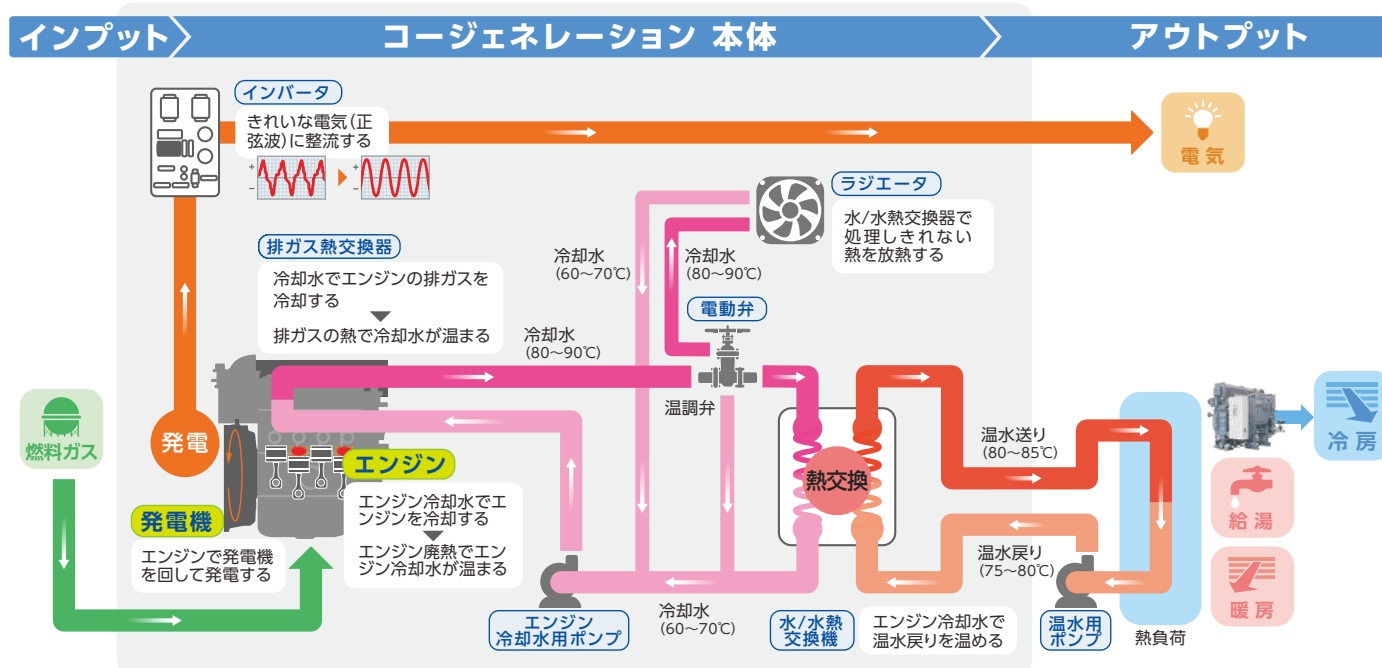 インプット
コージェネレーション 本体
アウトプット
インバータ
きれいな電気(正
弦波)に整流する
+
−
+
−
電気
ラジエータ
水/水熱交換器で
処理しきれない
熱を放熱する
排ガス熱交換器
冷却水でエンジンの排ガスを
冷却する
排ガスの熱で冷却水が温まる
冷却水
(60〜70℃)
冷却水
(80〜90℃)
電動弁
冷却水
(80〜90℃)
温調弁
燃料ガス
発電
エンジン
エンジン冷却水でエ
ンジンを冷却する
エンジン廃熱でエン
ジン冷却水が温まる
発電機
エンジンで発電機
を回して発電する
熱交換
温水送り
(80〜85℃)
冷房
給湯
暖房
温水戻り
(75〜80℃)
エンジン
冷却水用ポンプ
冷却水
(60〜70℃)
水/水熱
交換機
エンジン冷却水で
温水戻りを温める
温水用
ポンプ
熱負荷